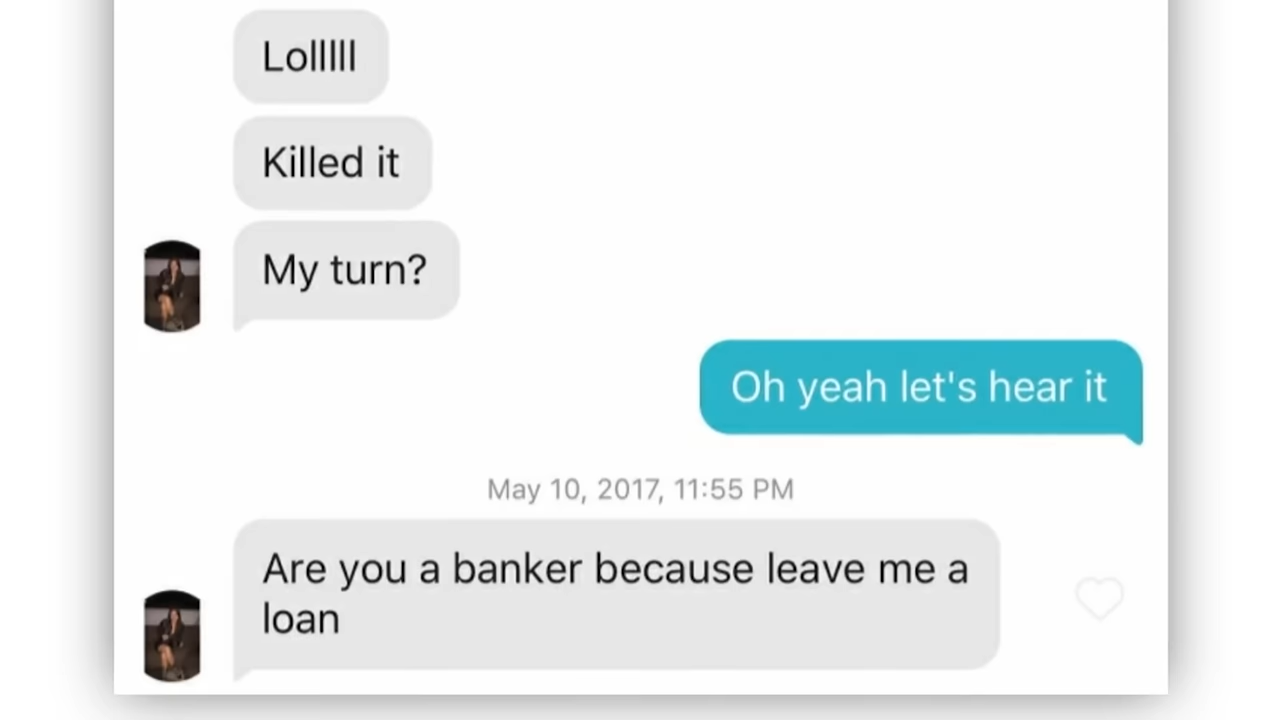 Lolllll
Killed it
My turn?
Oh yeah let's hear it
May 10, 2017, 11:55 PM
Are you a banker because leave me a
loan